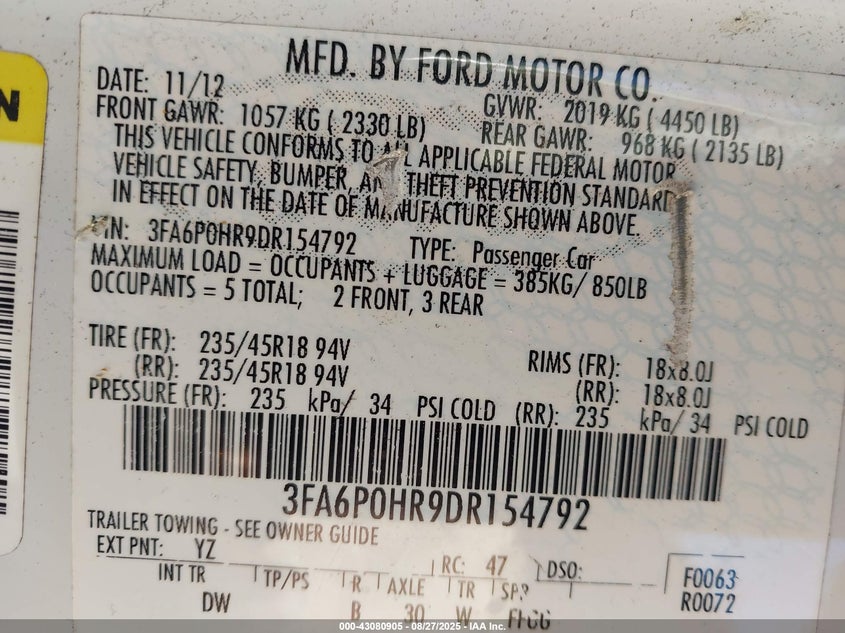 N
MFD. BY FORD MOTOR CO.
DATE: 11/12 GVWR: 2019 KG ( 4450 LB)
FRONT GAWR: 1057 KG ( 2330 LB) REAR GAWR: 968 KG ( 2135 LB)
THIS VEHICLE CONFORMS TO ALL APPLICABLE FEDERAL MOTOR
VEHICLE SAFETY, BUMPER, AND THEFT PREVENTION STANDARDS
IN EFFECT ON THE DATE OF MANUFACTURE SHOWN ABOVE.
VIN: 3FA6P0HR9DR154792 TYPE: Passenger Car
MAXIMUM LOAD = OCCUPANTS + LUGGAGE = 385KG/ 850LB
OCCUPANTS = 5 TOTAL; 2 FRONT, 3 REAR
TIRE (FR): 235/45R18 94V RIMS (FR): 18x8.0J
(RR): 235/45R18 94V (RR): 18x8.0J
PRESSURE (FR): 235 kPa/ 34 PSI COLD (RR): 235 kPa/ 34 PSI COLD
3FA6P0HR9DR154792
TRAILER TOWING - SEE OWNER GUIDE
EXT PNT: YZ RC: 47 DSO: F0063
INT TR TP/PS R AXLE TR SPR R0072
DW B 30 W
000-43080905 - 08/27/2025 - IAA Inc.